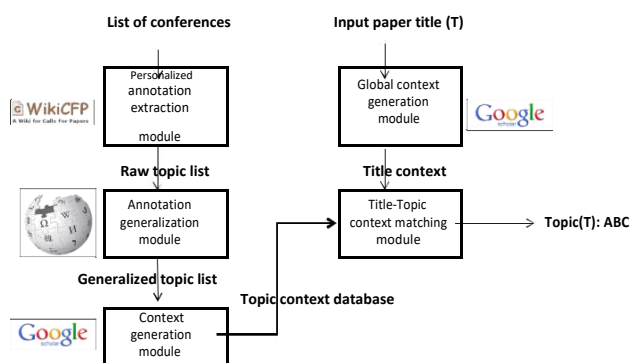 List of conferences
Input paper title (T)
Personalized
annotation
extraction
module
WikiCFP
A Wiki for Calls For Papers
Global context
generation
module
Google
scholar
Raw topic list
Title context
Annotation
generalization
module
Ω
W
И
Title-Topic
context matching
module
Topic(T): ABC
Generalized topic list
Topic context database
Google
scholar
Context
generation
module